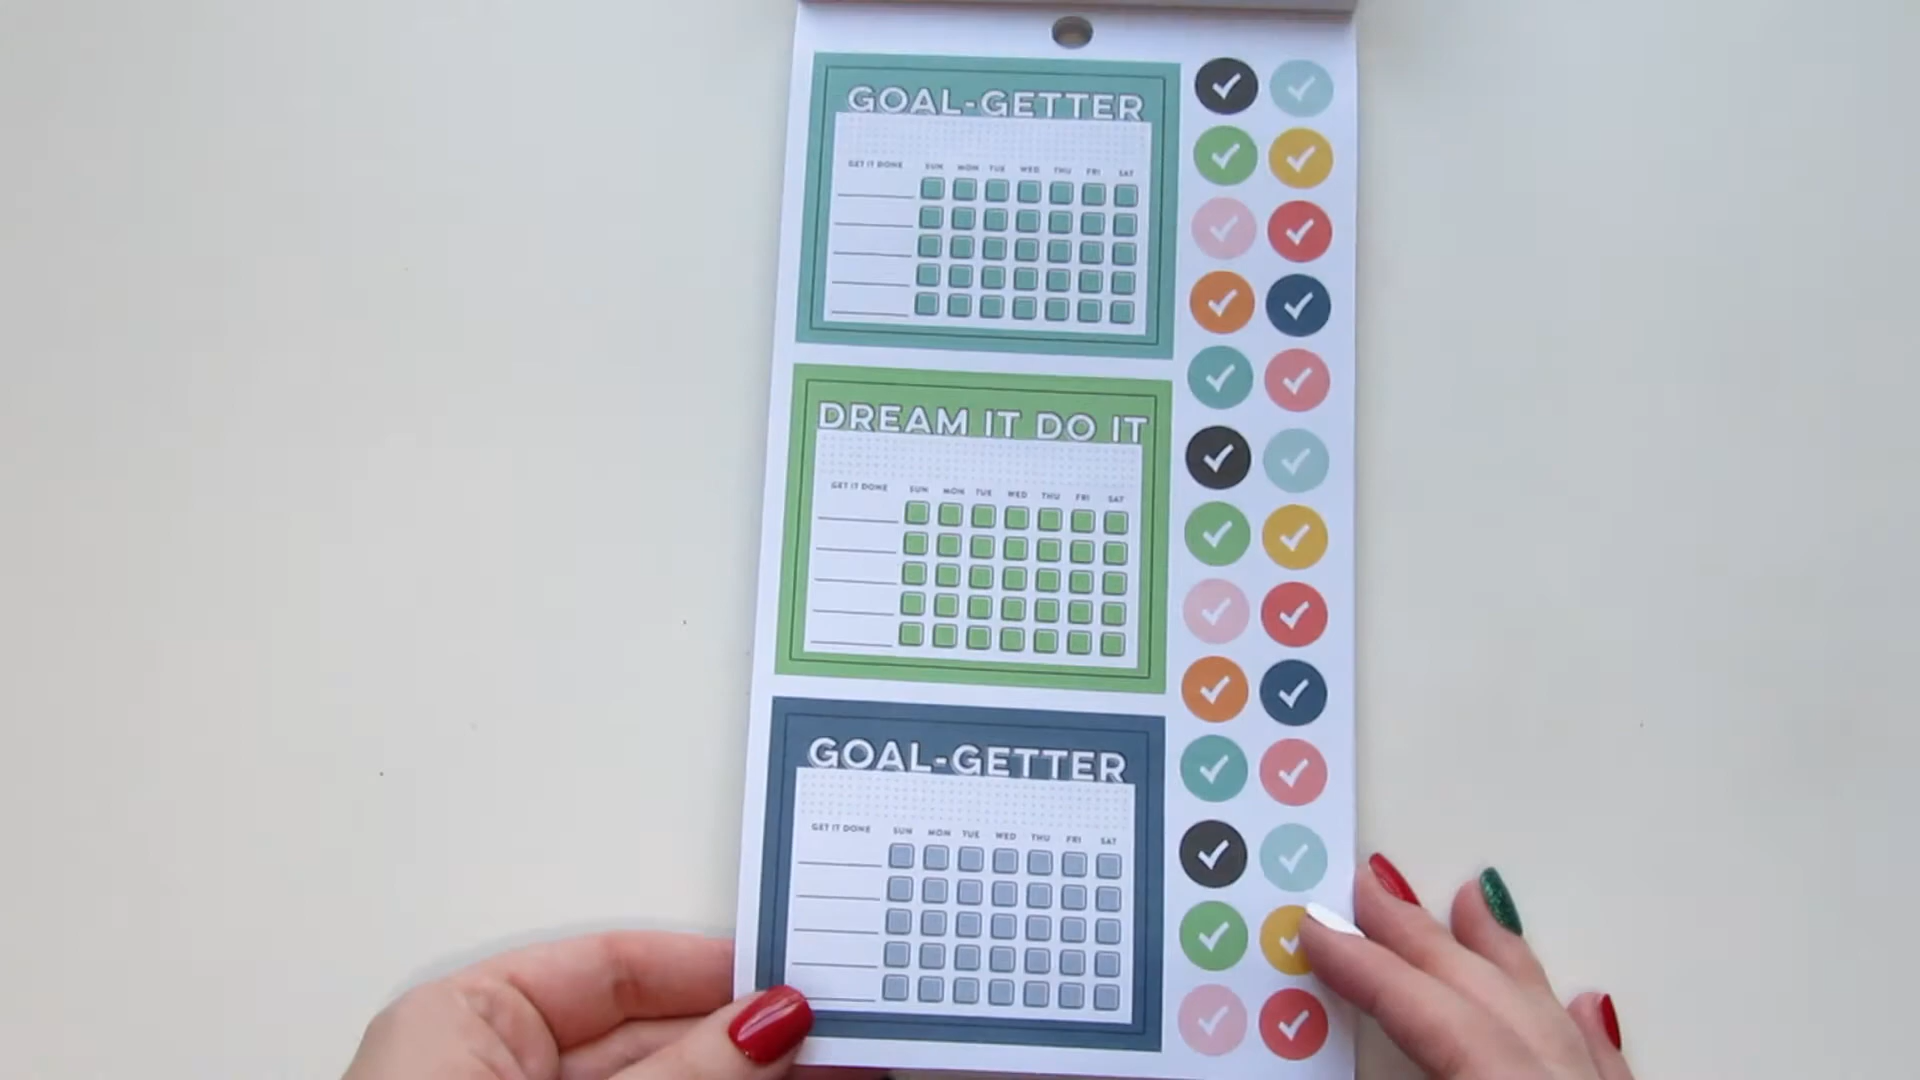 GOAL-GETTER
GET IT DONE SUN MON TUE WED THU FRI SAT
DREAM IT DO IT
GET IT DONE SUN MON TUE WED THU FRI SAT
GOAL-GETTER
GET IT DONE SUN MON TUE WED THU FRI SAT